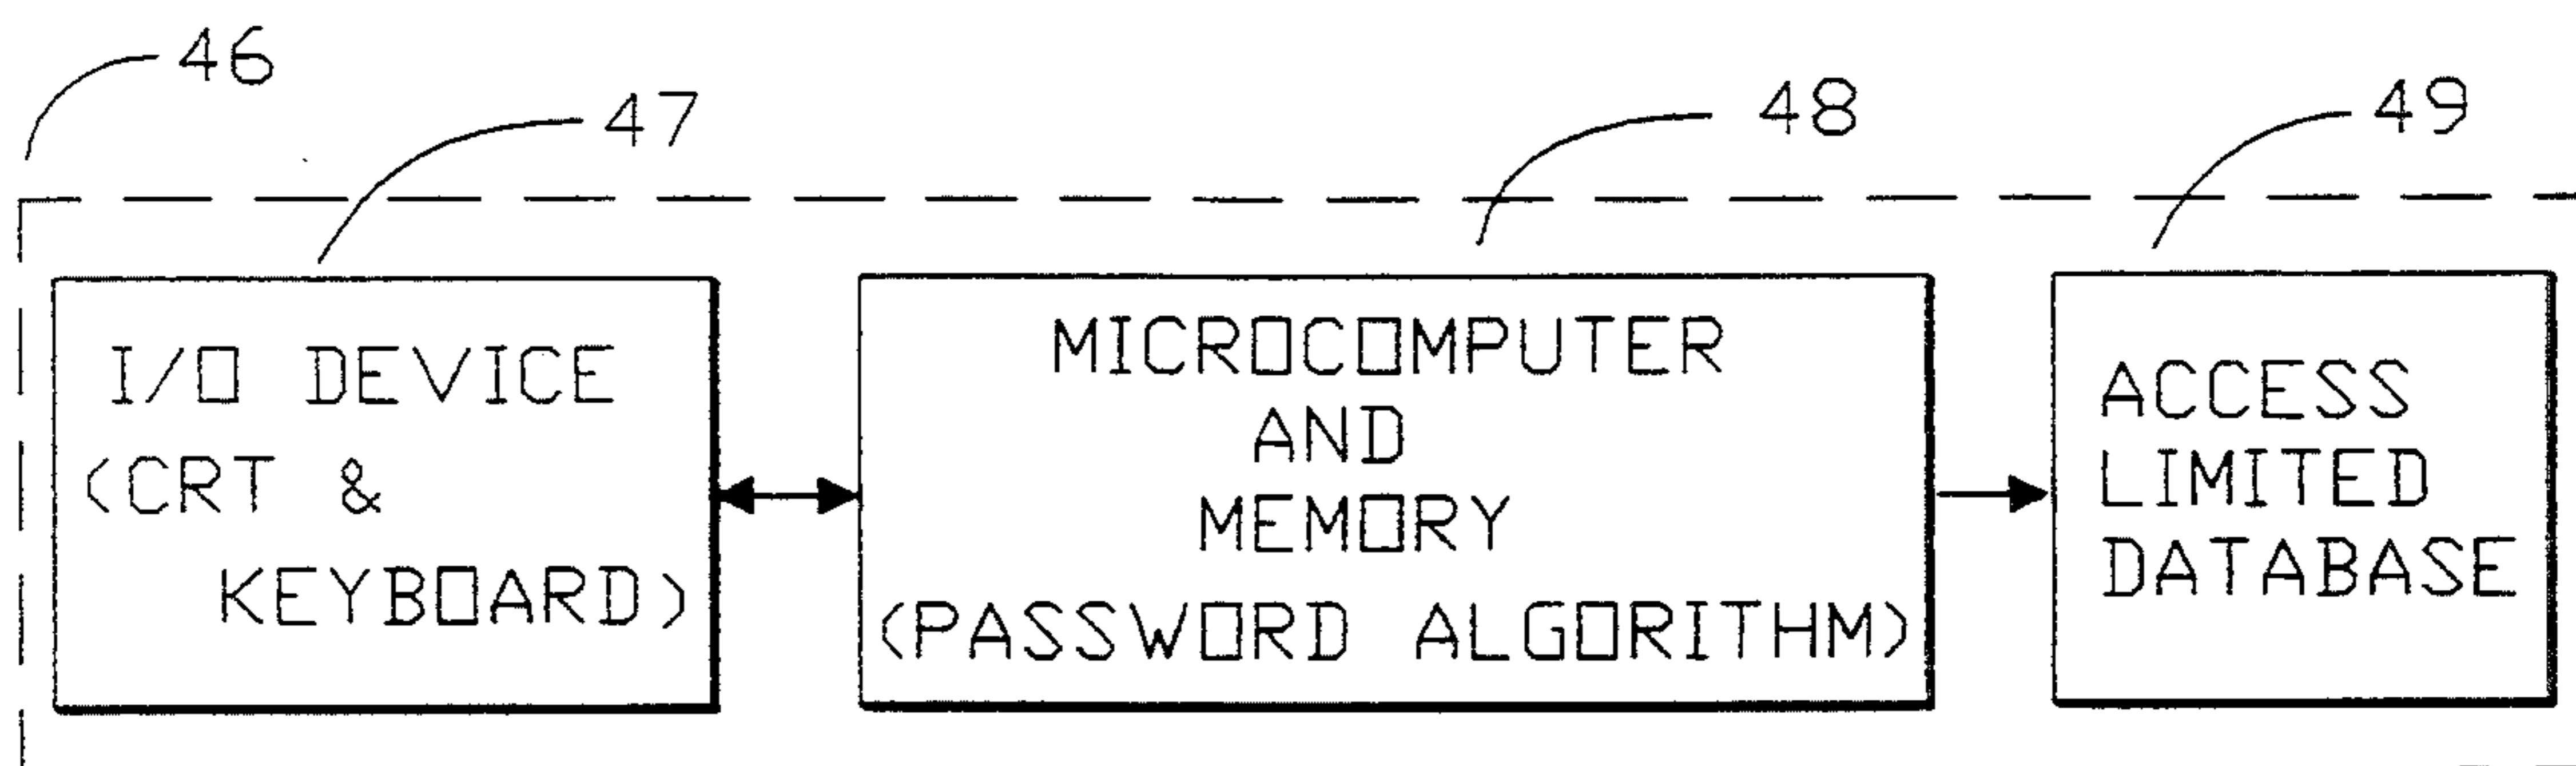 46
47
48
49
I/O DEVICE
(CRT &
KEYBOARD)
MICROCOMPUTER
AND
MEMORY
(PASSWORD ALGORITHM)
ACCESS
LIMITED
DATABASE